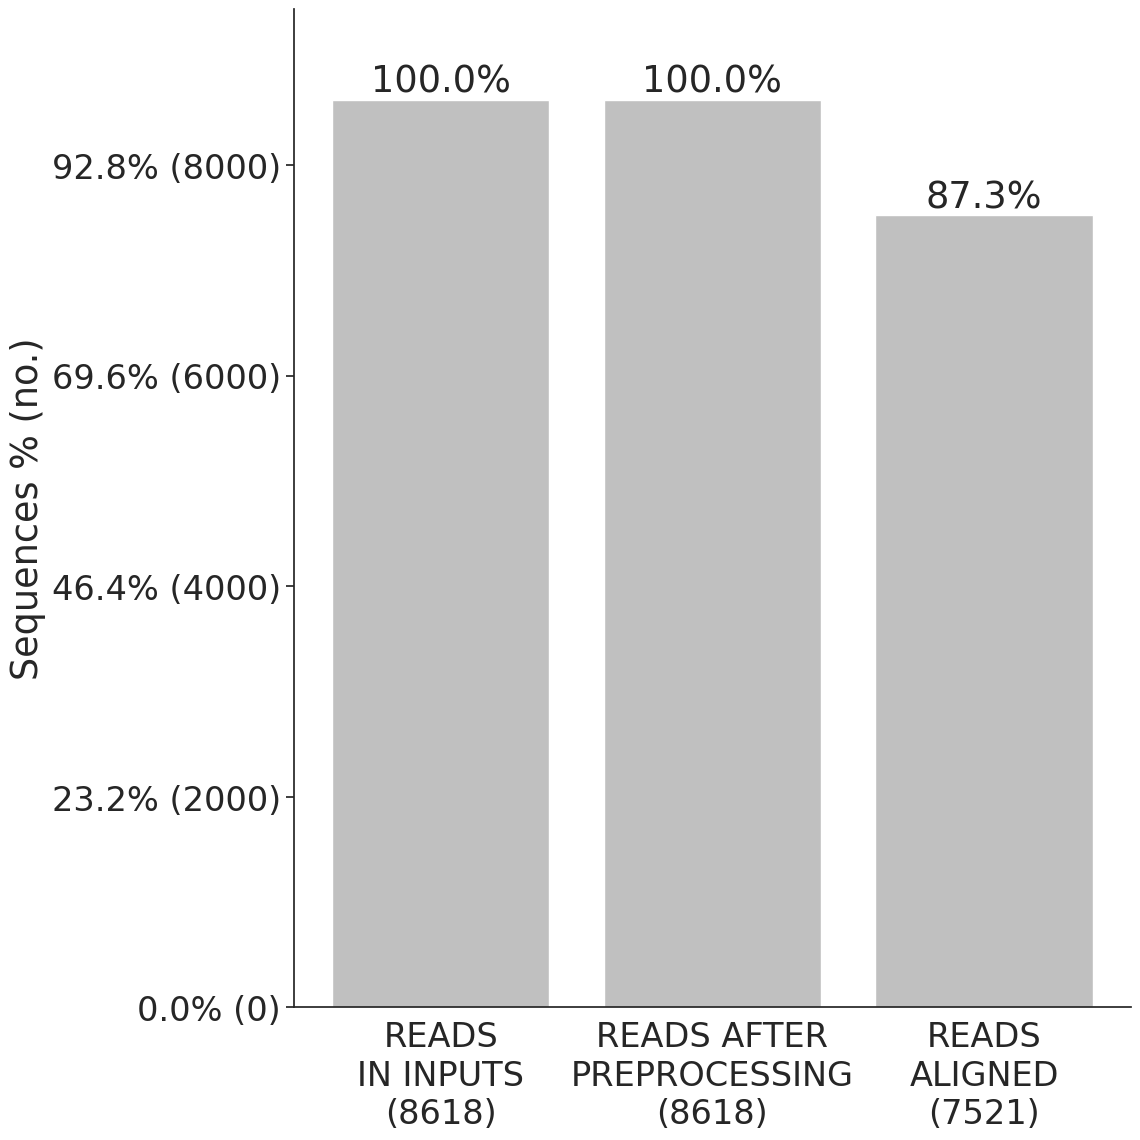 100.0%
100.0%
87.3%
92.8% (8000)
69.6% (6000)
46.4% (4000)
23.2% (2000)
0.0% (0)
Sequences % (no.)
READS
IN INPUTS
(8618)
READS AFTER
PREPROCESSING
(8618)
READS
ALIGNED
(7521)